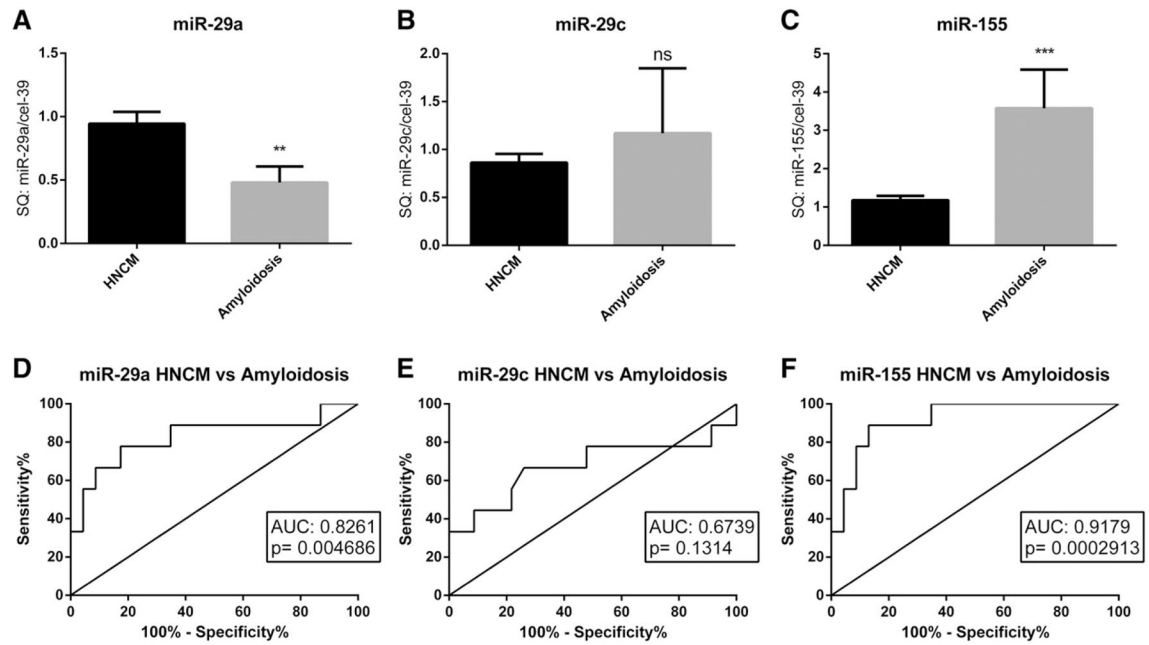 A
miR-29a
SQ: miR-29a/cel-39
1.5
1.0
0.5
0.0
**
HNCM
Amyloidosis
B
miR-29c
SQ: miR-29c/cel-39
2.0
1.5
1.0
0.5
0.0
ns
HNCM
Amyloidosis
C
miR-155
SQ: miR-155/cel-39
5
4
3
2
1
0
***
HNCM
Amyloidosis
D
miR-29a HNCM vs Amyloidosis
Sensitivity%
100
80
60
40
20
0
AUC: 0.8261
p= 0.004686
0 20 40 60 80 100
100% - Specificity%
E
miR-29c HNCM vs Amyloidosis
Sensitivity%
100
80
60
40
20
0
AUC: 0.6739
p= 0.1314
0 20 40 60 80 100
100% - Specificity%
F
miR-155 HNCM vs Amyloidosis
Sensitivity%
100
80
60
40
20
0
AUC: 0.9179
p= 0.0002913
0 20 40 60 80 100
100% - Specificity%